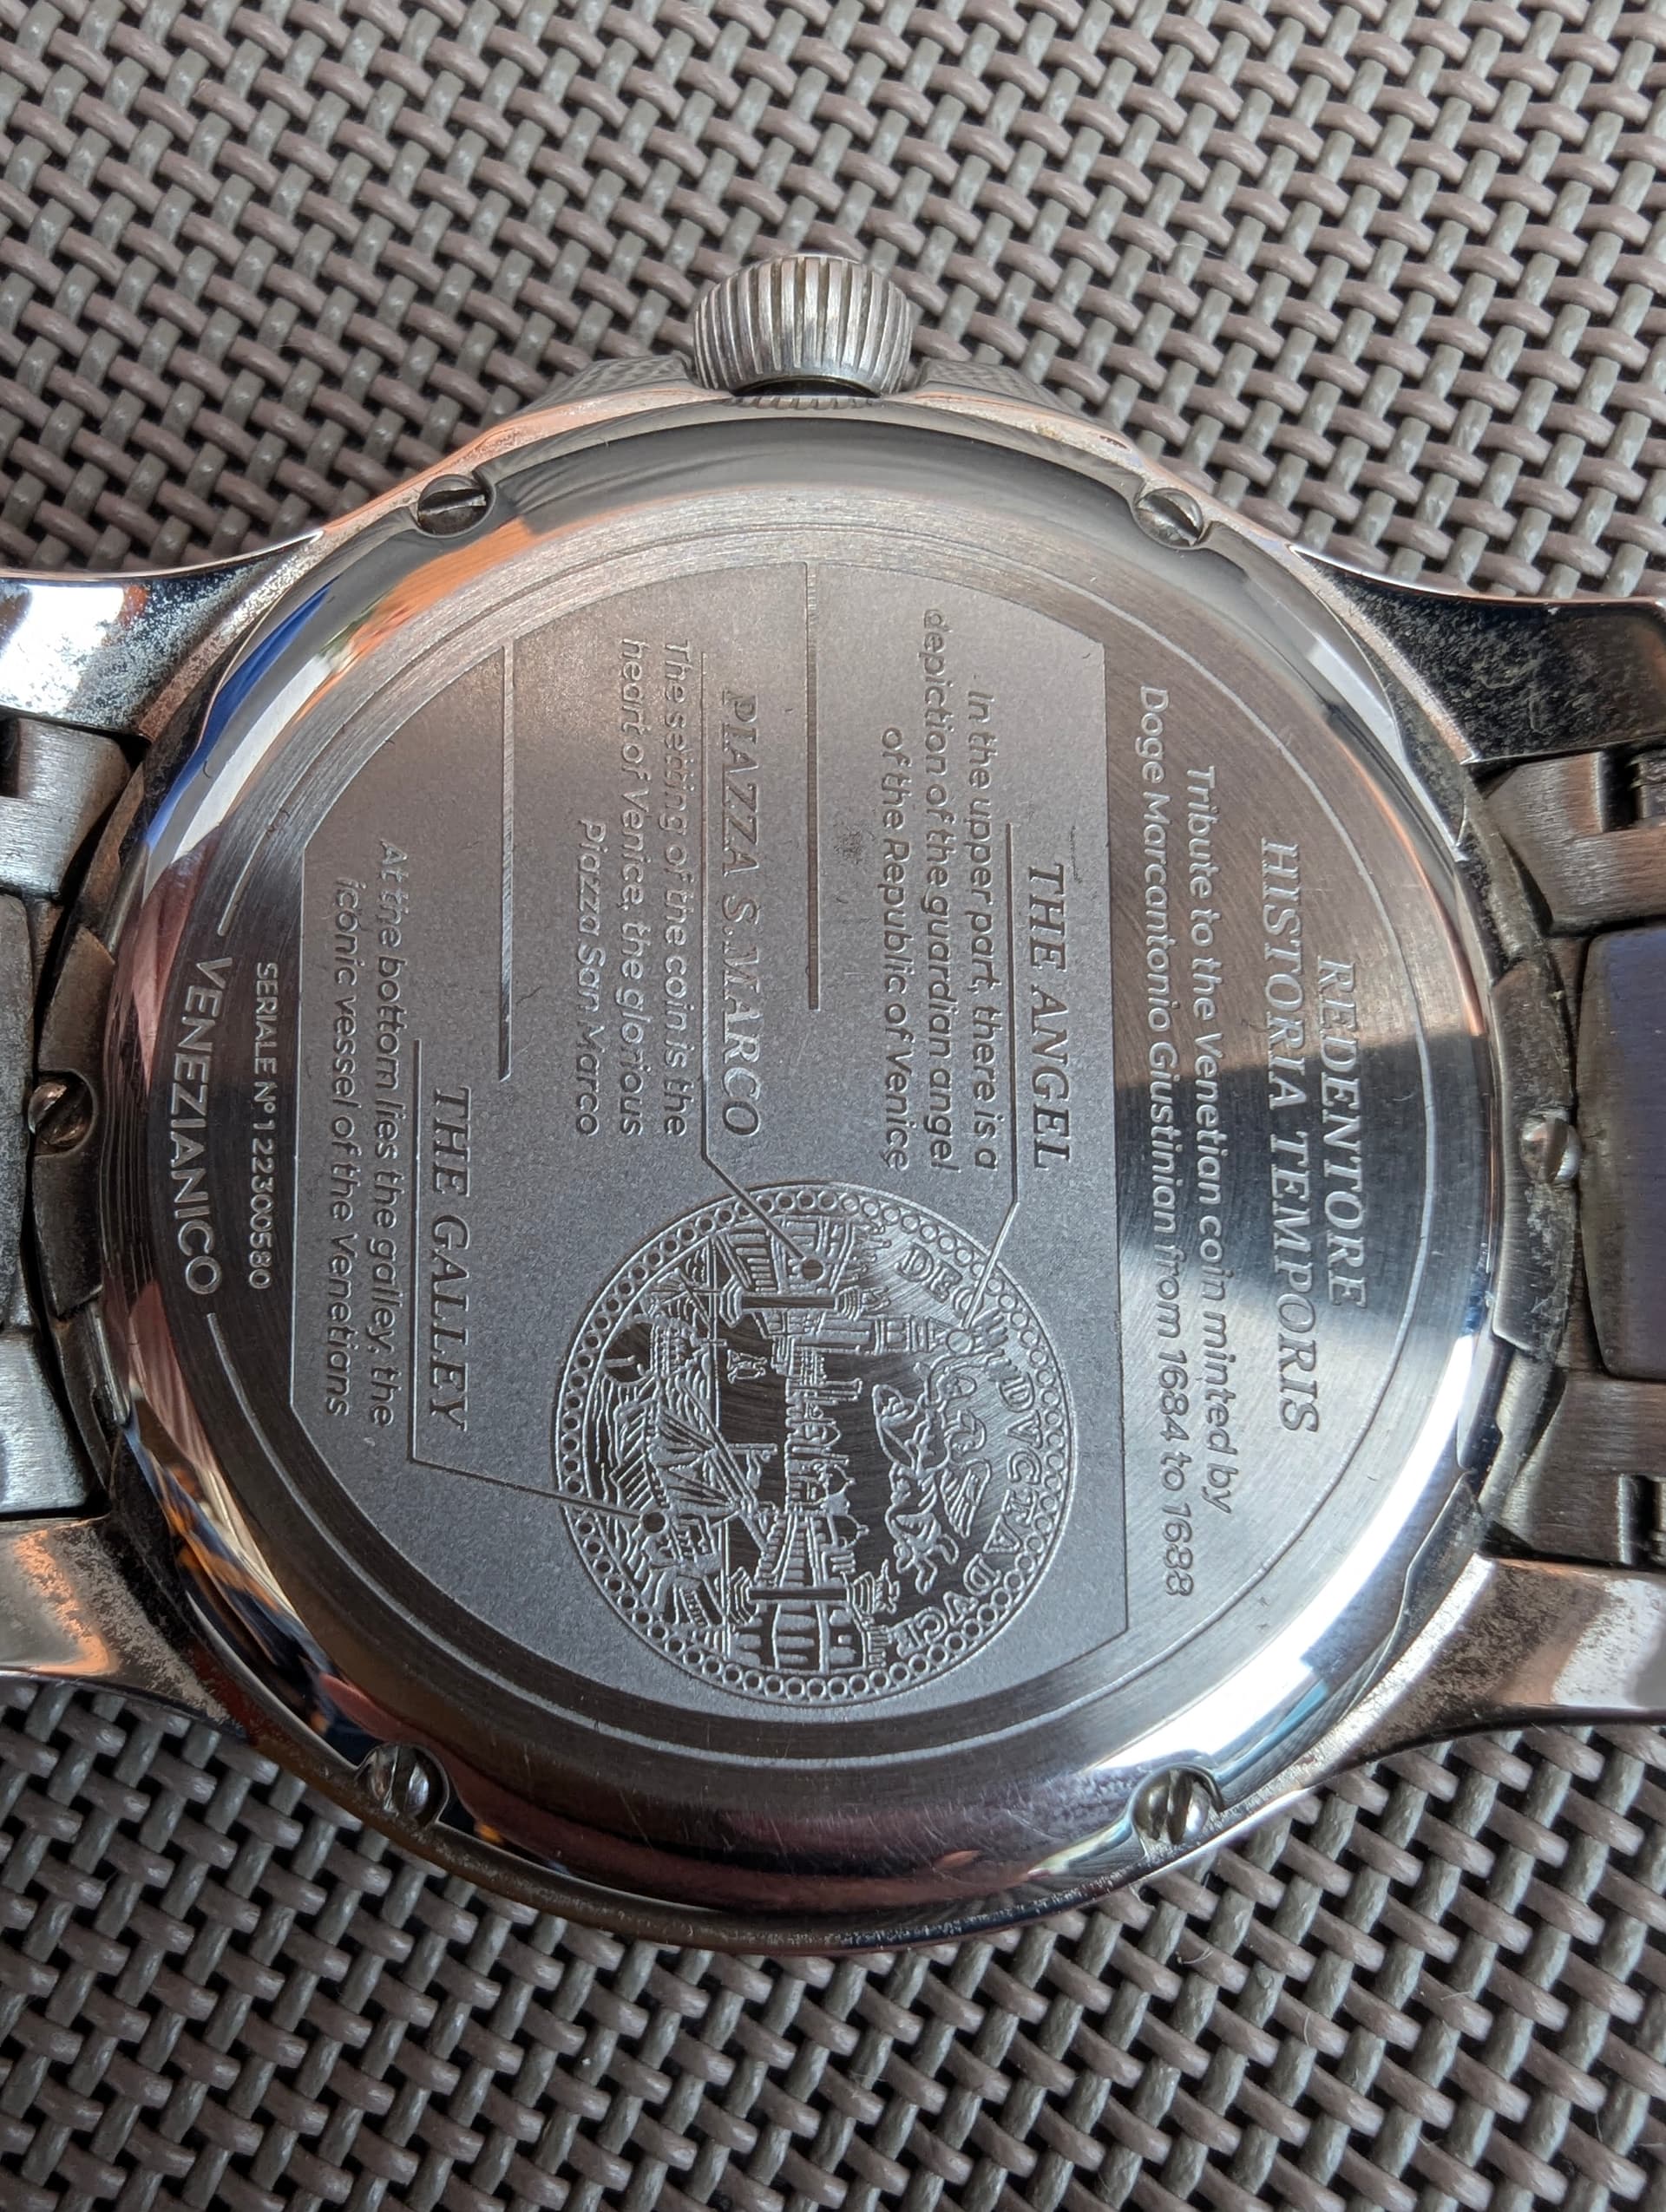 REDENTORE
HISTORIA TEMPORIS
Tribute to the Venetian coin minted by
Doge Marcantonio Giustinian from 1684 to 1688
THE ANGEL
In the upper part, there is a
depiction of the guardian angel
of the Republic of Venice
PIAZZA S.MARCO
The setting of the coin is the
heart of Venice, the glorious
Piazza San Marco
THE GALLEY
At the bottom lies the galley, the
iconic vessel of the Venetians
DVCTA DVCE
SERIALE Nº1 22300580
VENEZIANICO